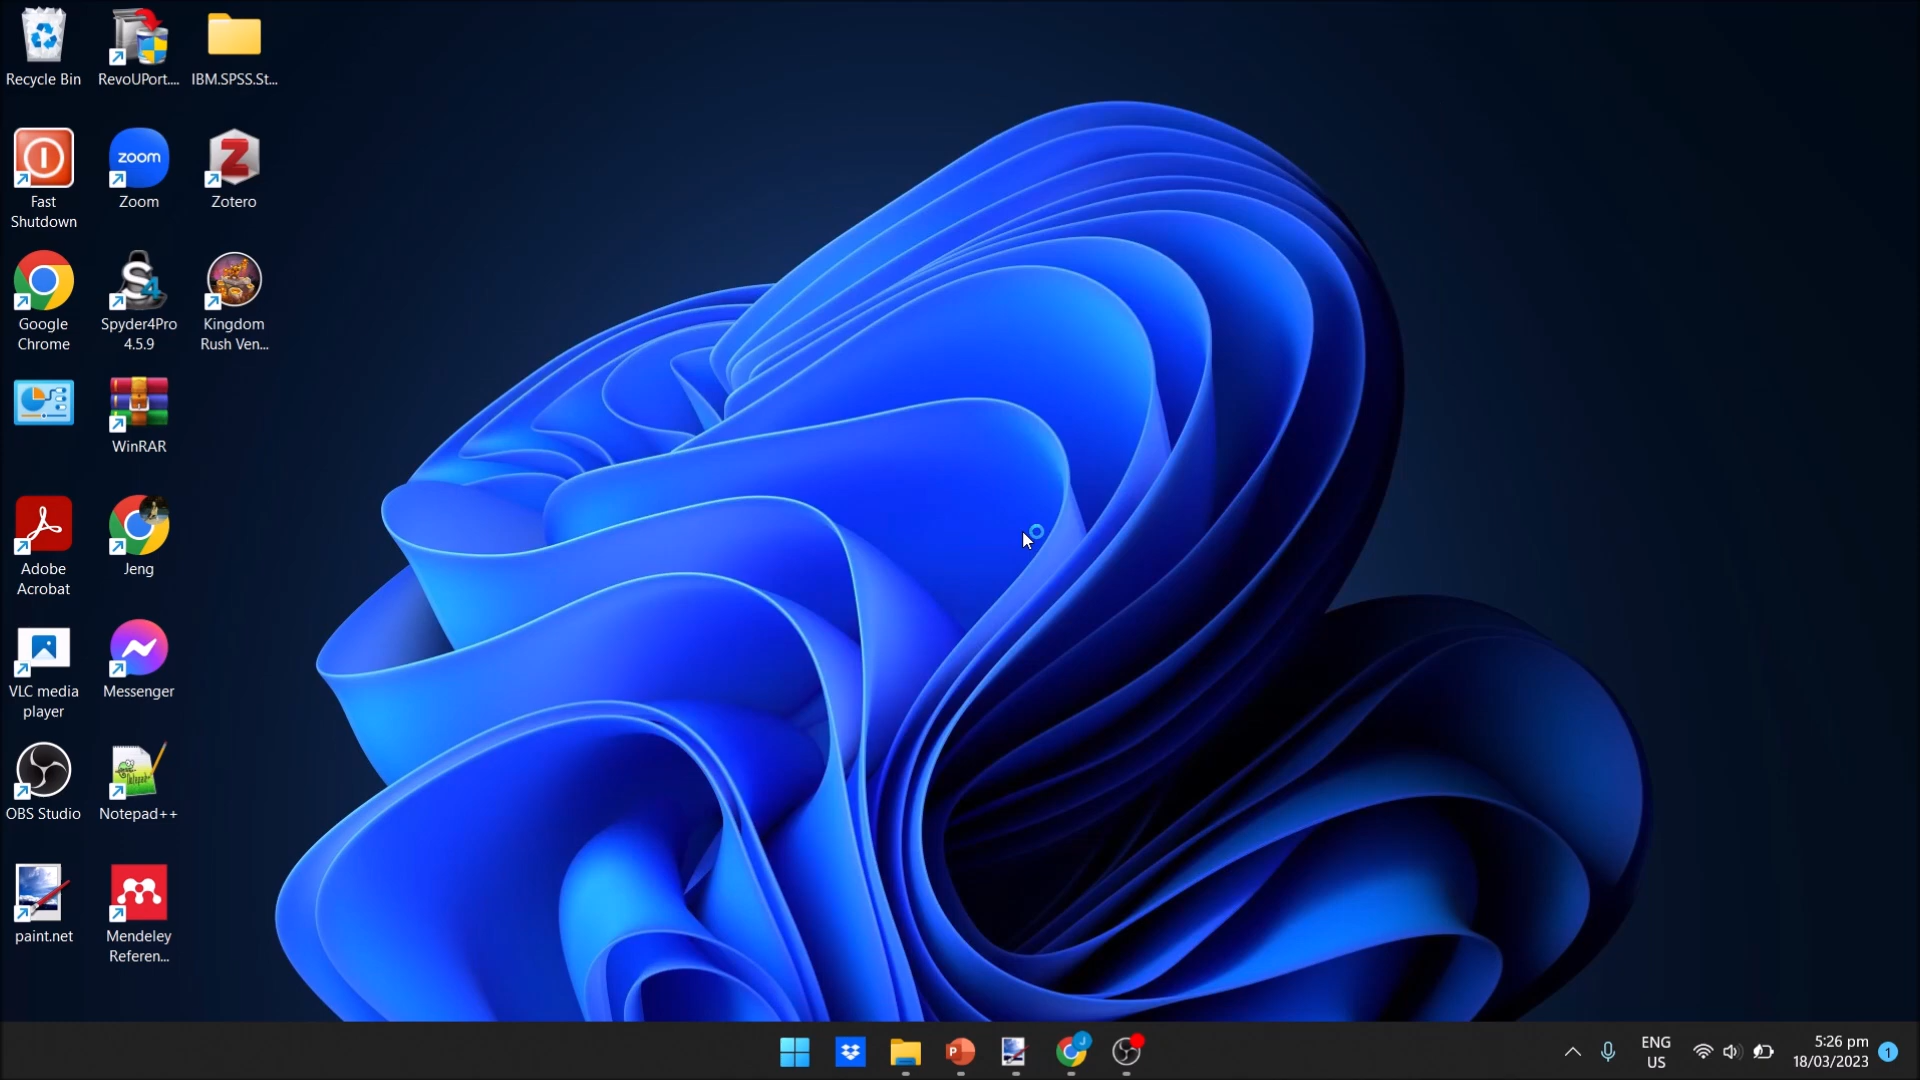 Recycle Bin
RevoUPort....
IBM.SPSS.St...
Fast
Shutdown
zoom
Zoom
Z
Zotero
Google
Chrome
S4
Spyder4Pro
4.5.9
Kingdom
Rush Ven...
WinRAR
Adobe
Acrobat
Jeng
VLC media
player
Messenger
OBS Studio
Notepad++
paint.net
Mendeley
Referen...
P
J
ENG
US
5:26 pm
18/03/2023
1